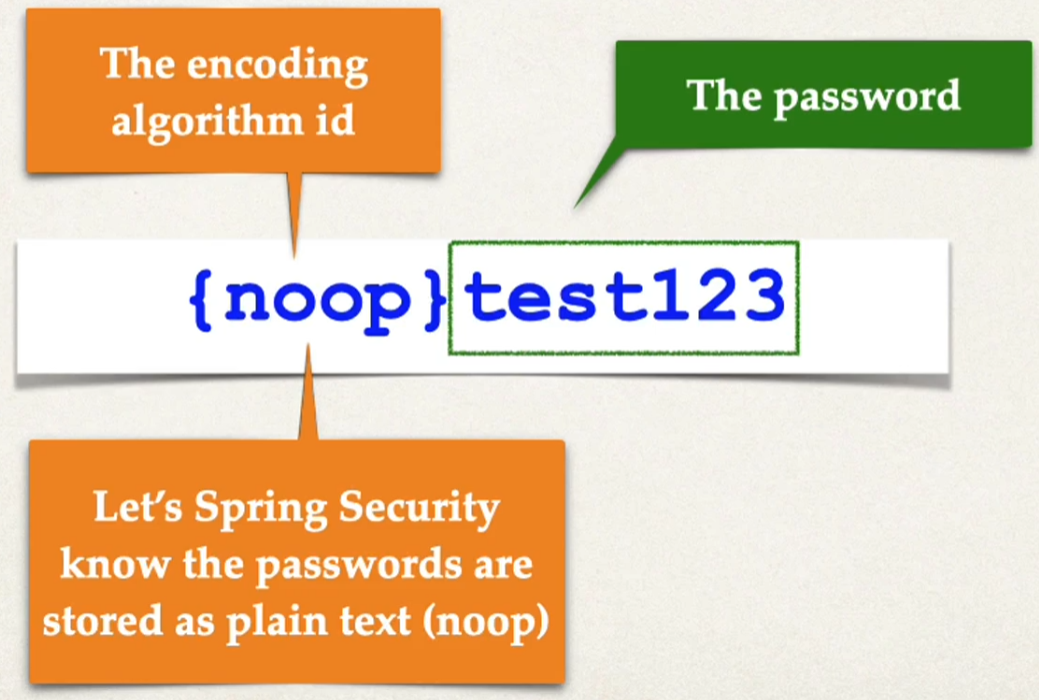 The encoding
algorithm id
The password
{noop}test123
Let's Spring Security
know the passwords are
stored as plain text (noop)